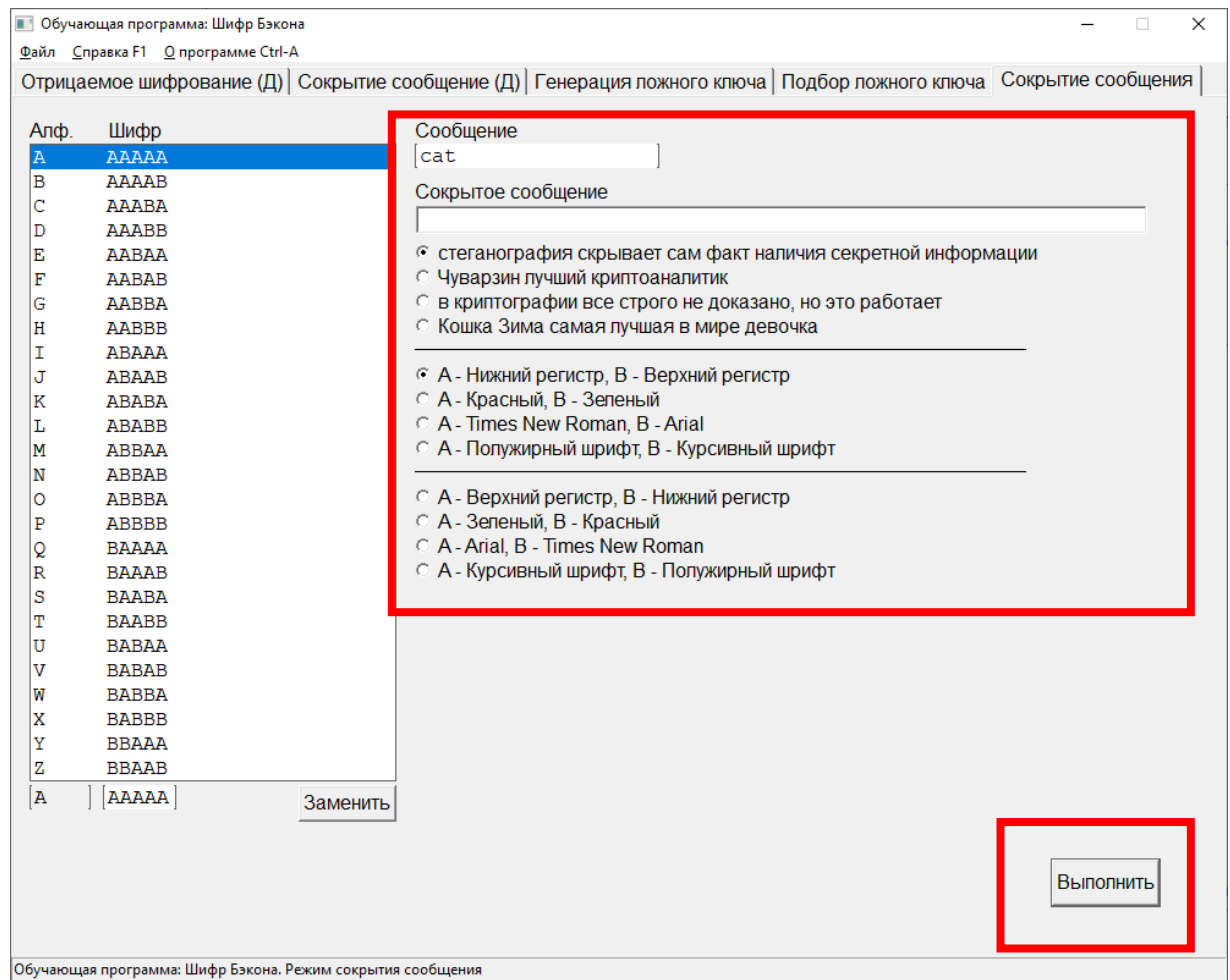 Обучающая программа: Шифр Бэкона
Файл Справка F1 О программе Ctrl-A
Отрицаемое шифрование (Д) Сокрытие сообщение (Д) Генерация ложного ключа Подбор ложного ключа Сокрытие сообщения
Алф. Шифр
A AAAAA
B AAAAB
C AAABA
D AAABB
E AABAA
F AABAB
G AABBA
H AABBB
I ABAAA
J ABAAB
K ABABA
L ABABB
M ABBAA
N ABBAB
O ABBBA
P ABBBB
Q BAAAA
R BAAAB
S BAABA
T BAABB
U BABAA
V BABAB
W BABBA
X BABBB
Y BBAAA
Z BBAAB
[A ] [AAAAA]
Заменить
Сообщение
[cat ]
Сокрытое сообщение
стеганография скрывает сам факт наличия секретной информации
Чуварзин лучший криптоаналитик
в криптографии все строго не доказано, но это работает
Кошка Зима самая лучшая в мире девочка
А - Нижний регистр, В - Верхний регистр
А - Красный, В - Зеленый
А - Times New Roman, В - Arial
А - Полужирный шрифт, В - Курсивный шрифт
А - Верхний регистр, В - Нижний регистр
А - Зеленый, В - Красный
А - Arial, В - Times New Roman
А - Курсивный шрифт, В - Полужирный шрифт
Выполнить
Обучающая программа: Шифр Бэкона. Режим сокрытия сообщения